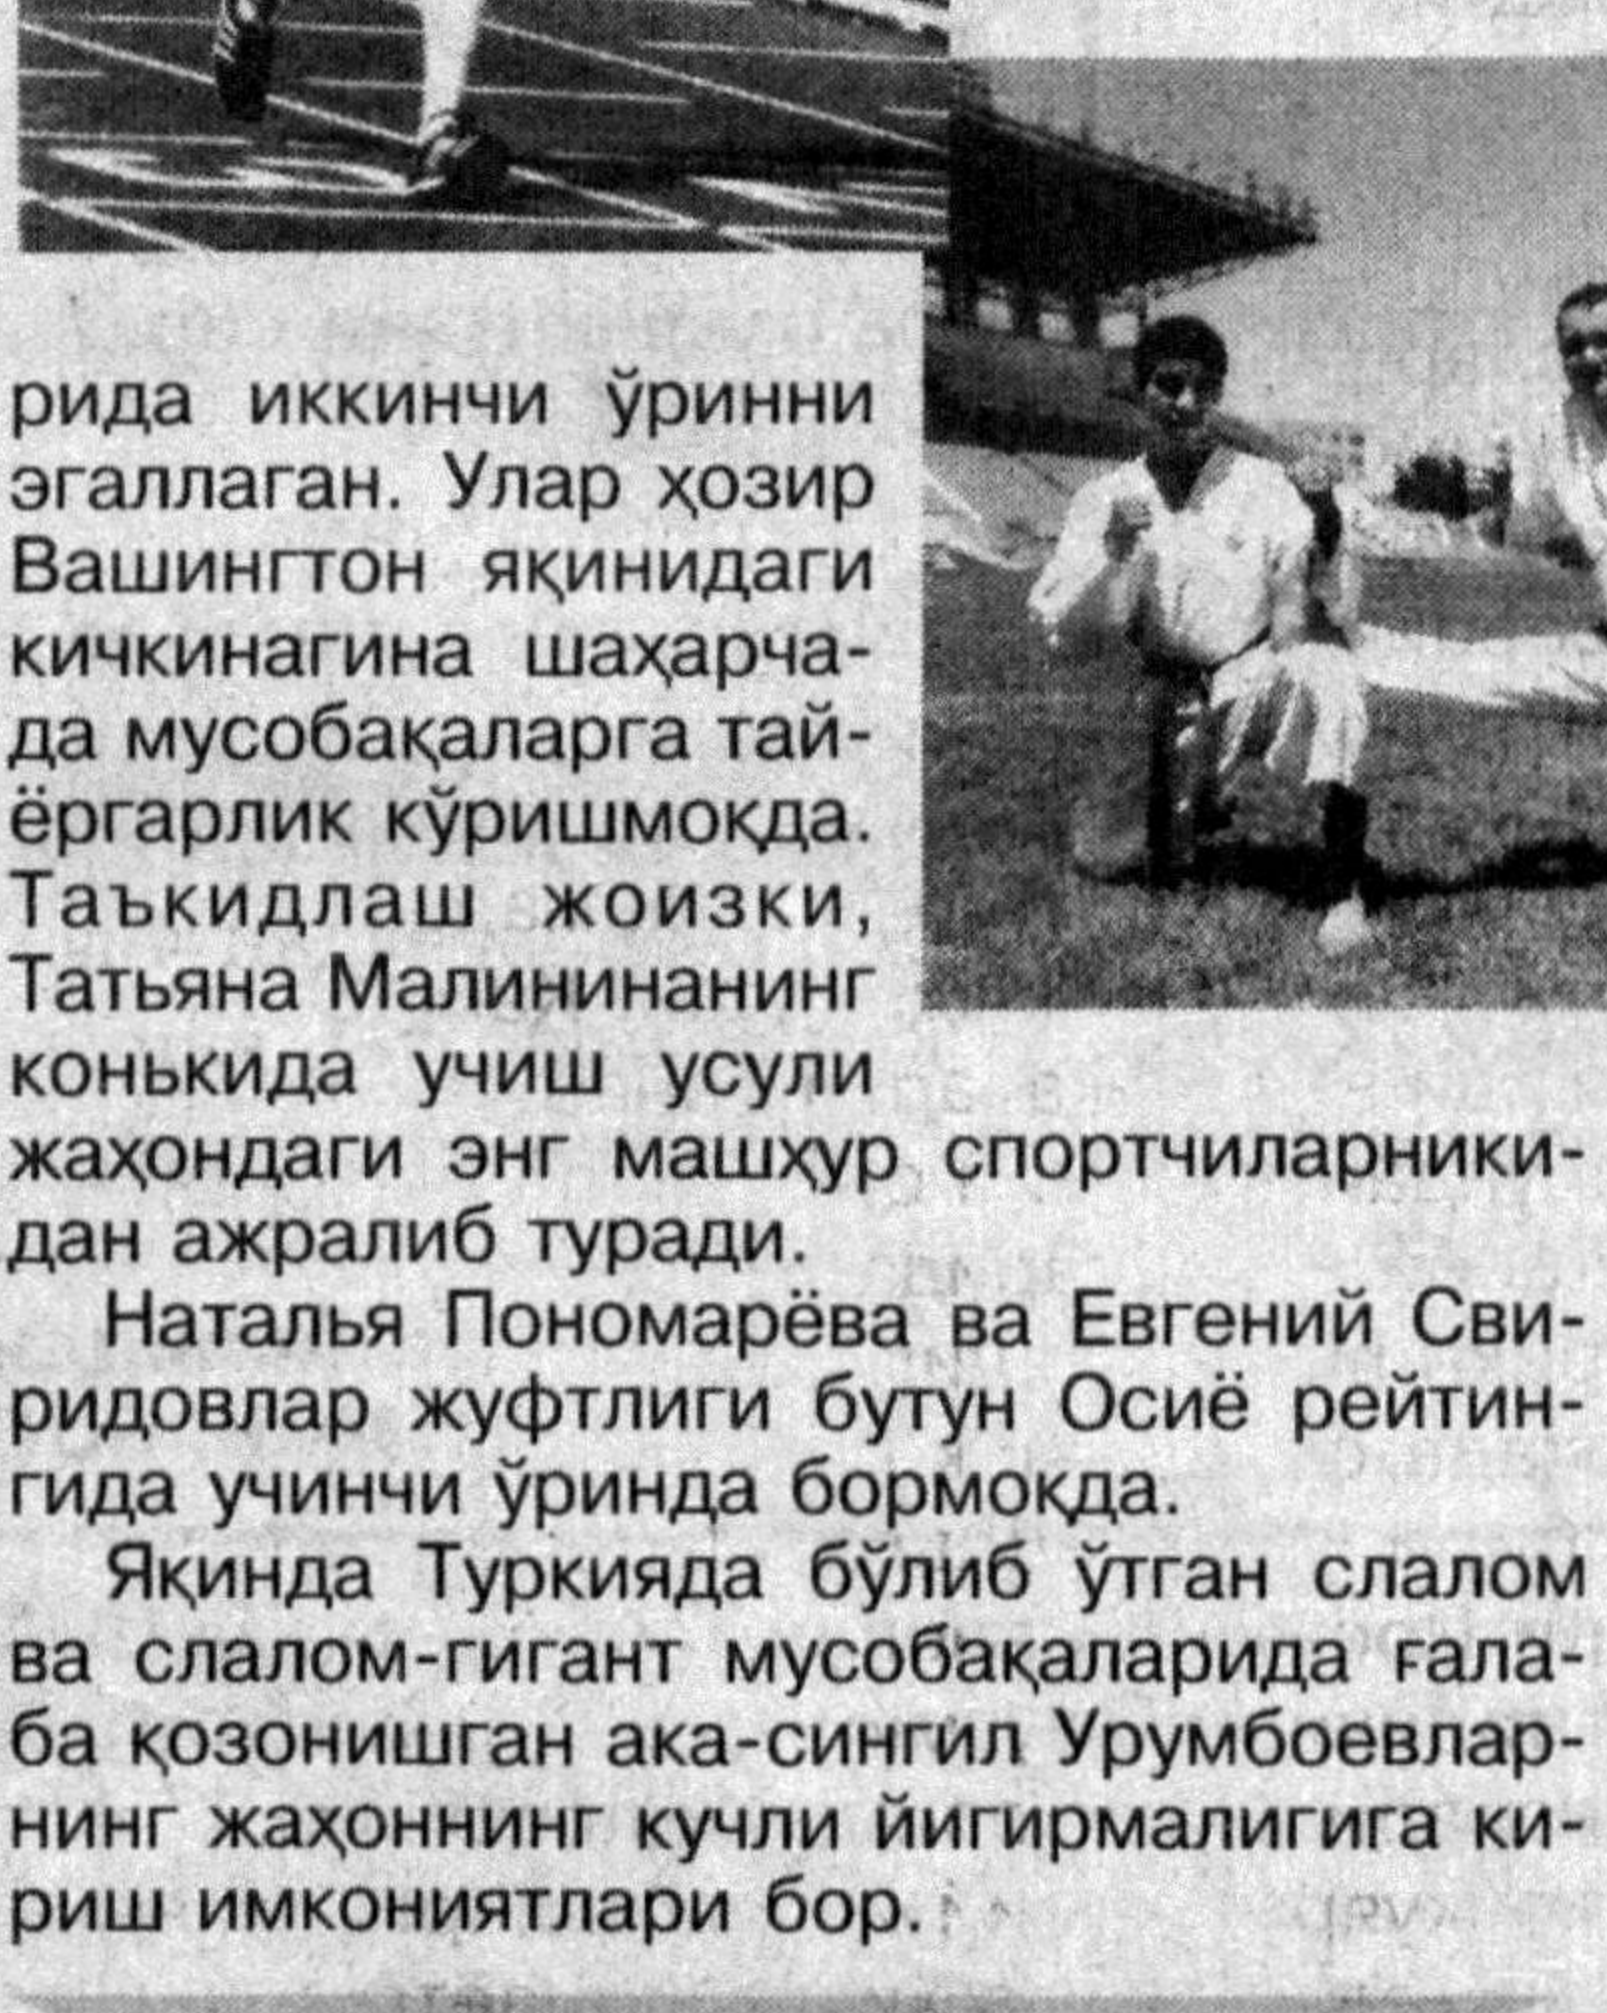 рида иккинчи ўринни
эгаллаган. Улар ҳозир
Вашингтон яқинидаги
кичкинагина шаҳарча-
да мусобақаларга тай-
ёргарлик кўришмоқда.
Таъкидлаш жоизки,
Татьяна Малининанинг
конькида учиш усули
жаҳондаги энг машҳур спортчиларники-
дан ажралиб туради.
Наталья Пономарёва ва Евгений Сви-
ридовлар жуфтлиги бутун Осиё рейтин-
гида учинчи ўринда бормоқда.
Яқинда Туркияда бўлиб ўтган слалом
ва слалом-гигант мусобақаларида ғала-
ба қозонишган ака-сингил Урумбоевлар-
нинг жаҳоннинг кучли йигирмалигига ки-
риш имкониятлари бор.